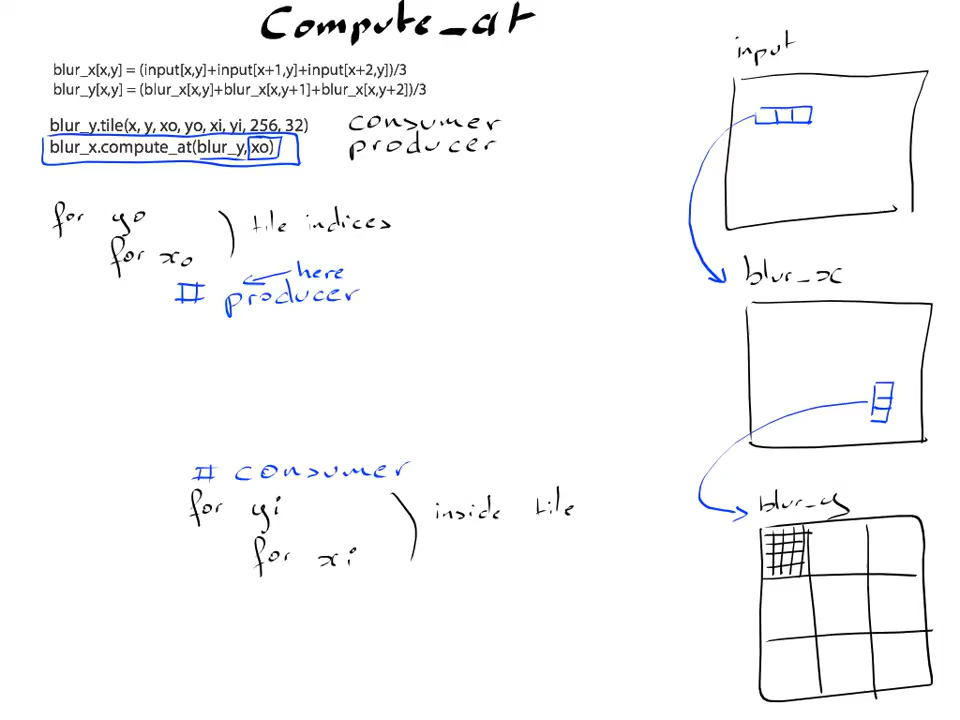 Compute_at
blur_x[x,y] = (input[x,y]+input[x+1,y]+input[x+2,y])/3
blur_y[x,y] = (blur_x[x,y]+blur_x[x,y+1]+blur_x[x,y+2])/3
blur_y.tile(x, y, xo, yo, xi, yi, 256, 32) consumer
blur_x.compute_at(blur_y, xo) producer
for yo
for xo
tile indices
here
# producer
# consumer
for yi
for xi
inside tile
input
blur_x
blur_y